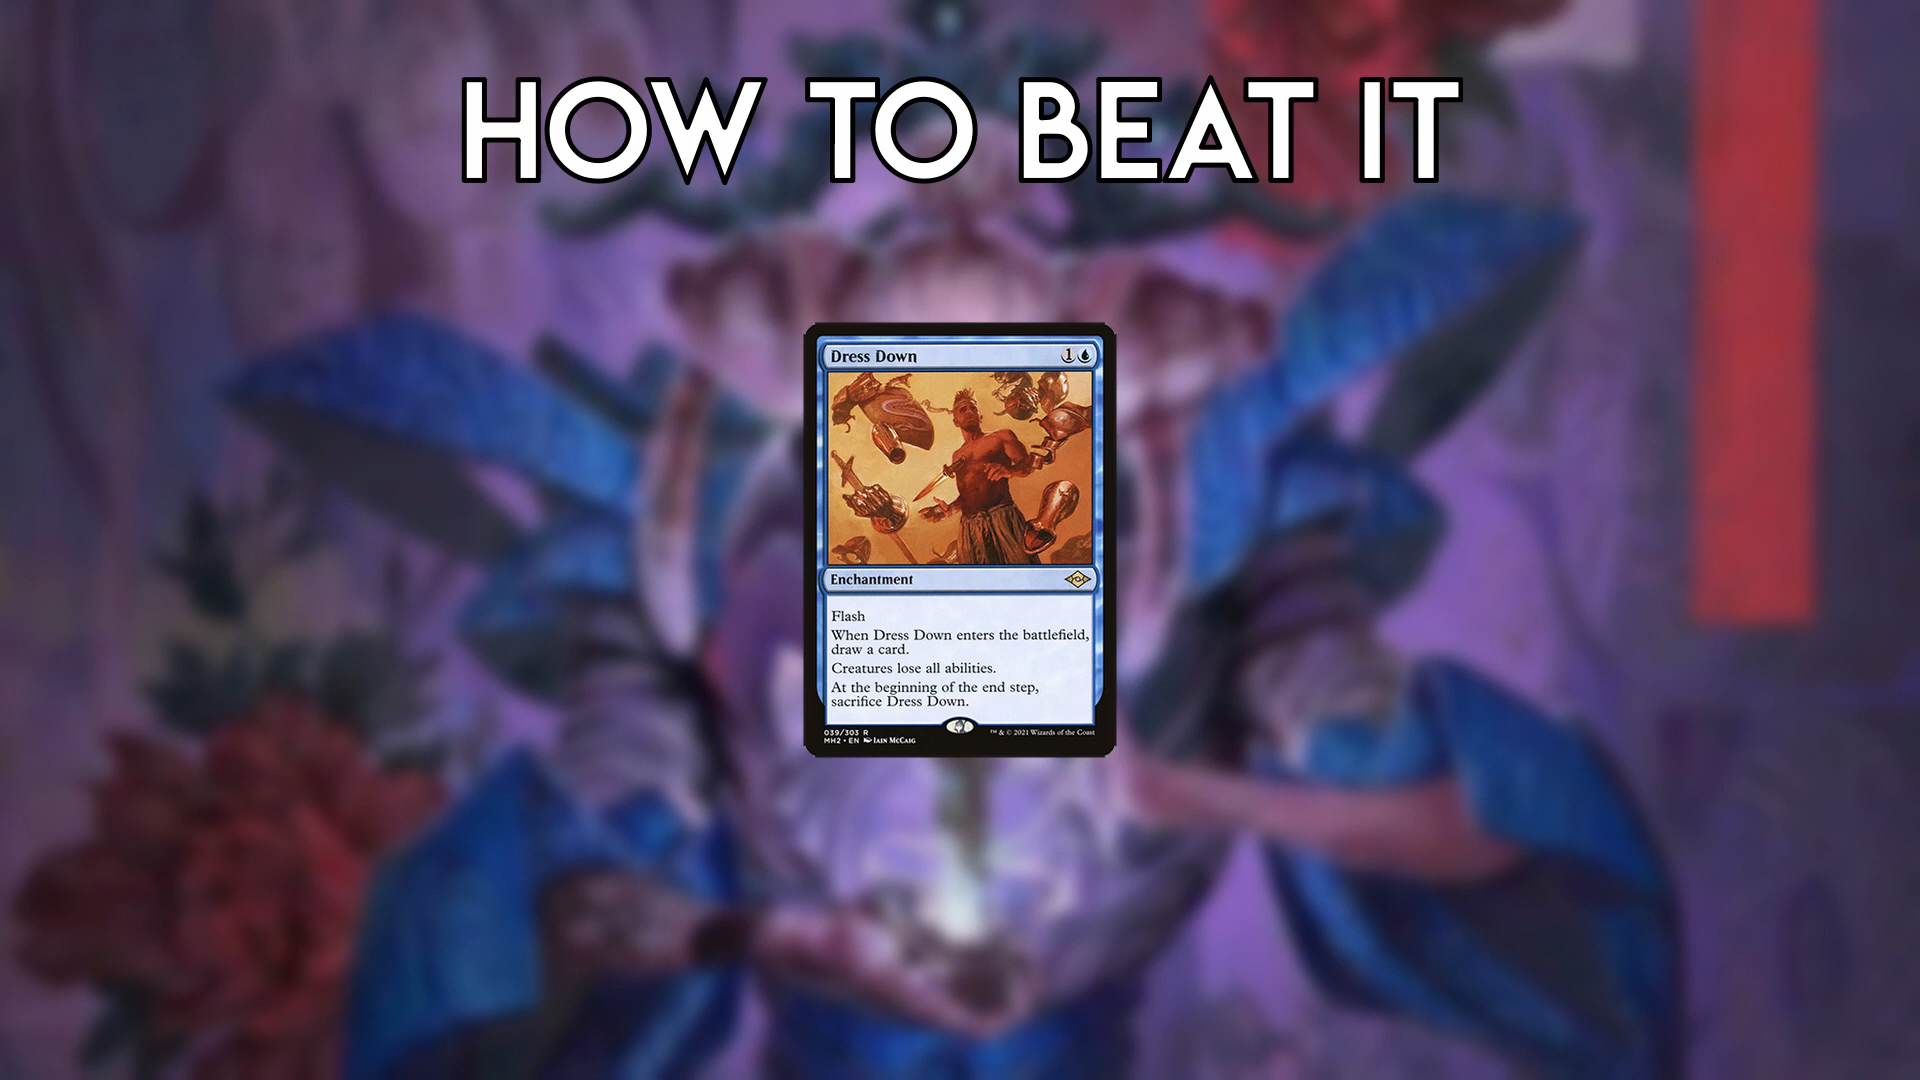 HOW TO BEAT IT
Dress Down 1
Enchantment
Flash
When Dress Down enters the battlefield,
draw a card.
Creatures lose all abilities.
At the beginning of the end step,
sacrifice Dress Down.
039/303 R
MH2 • EN Iain McCaig
™ & © 2021 Wizards of the Coast